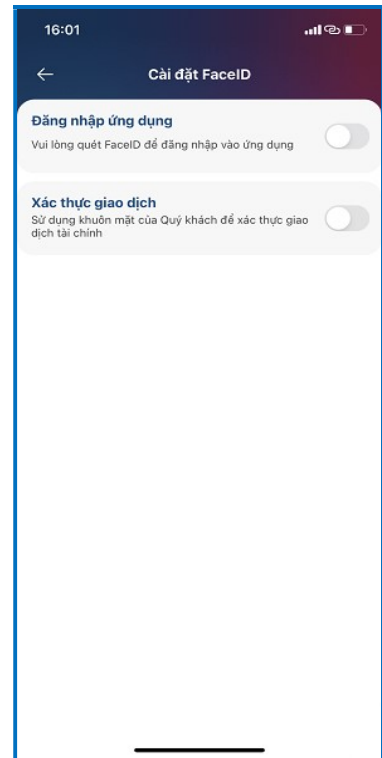 16:01
Cài đặt FaceID
Đăng nhập ứng dụng
Vui lòng quét FaceID để đăng nhập vào ứng dụng
Xác thực giao dịch
Sử dụng khuôn mặt của Quý khách để xác thực giao
dịch tài chính